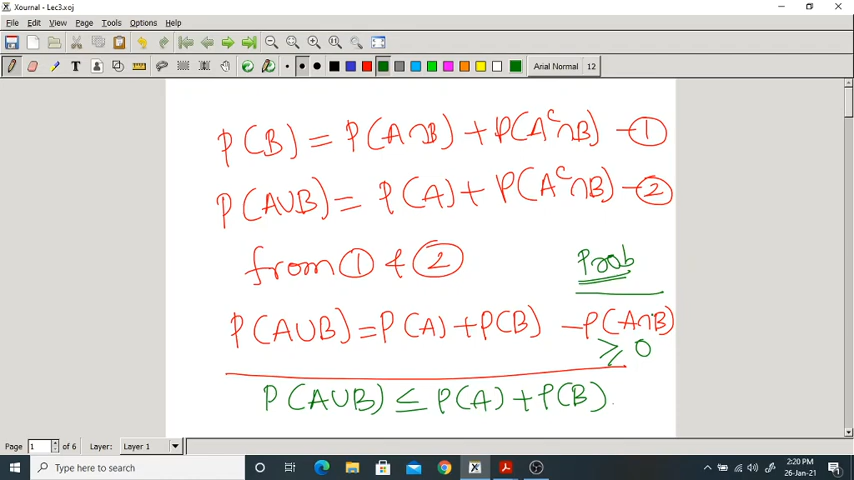 Xournal - Lec3.xoj
File Edit View Page Tools Options Help
Arial Normal 12
P(B) = P(A∩B) + P(Aᶜ∩B) —①
P(A∪B) = P(A) + P(Aᶜ∩B) —②
from ① & ②
Prob
P(A∪B) = P(A) + P(B) — P(A∩B)
≥ 0
P(A∪B) ≤ P(A) + P(B).
Page 1 of 6 Layer: Layer 1
Type here to search
2:20 PM
26-Jan-21